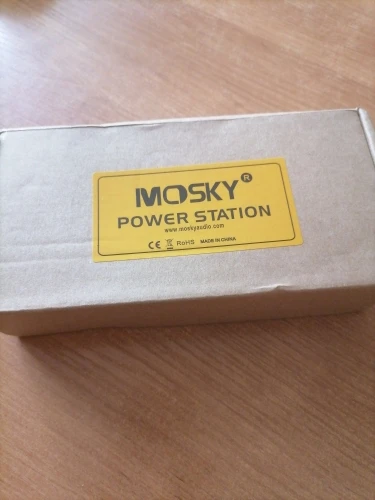 MOSKY®
POWER STATION
www.moskyaudio.com
CE RoHS MADE IN CHINA